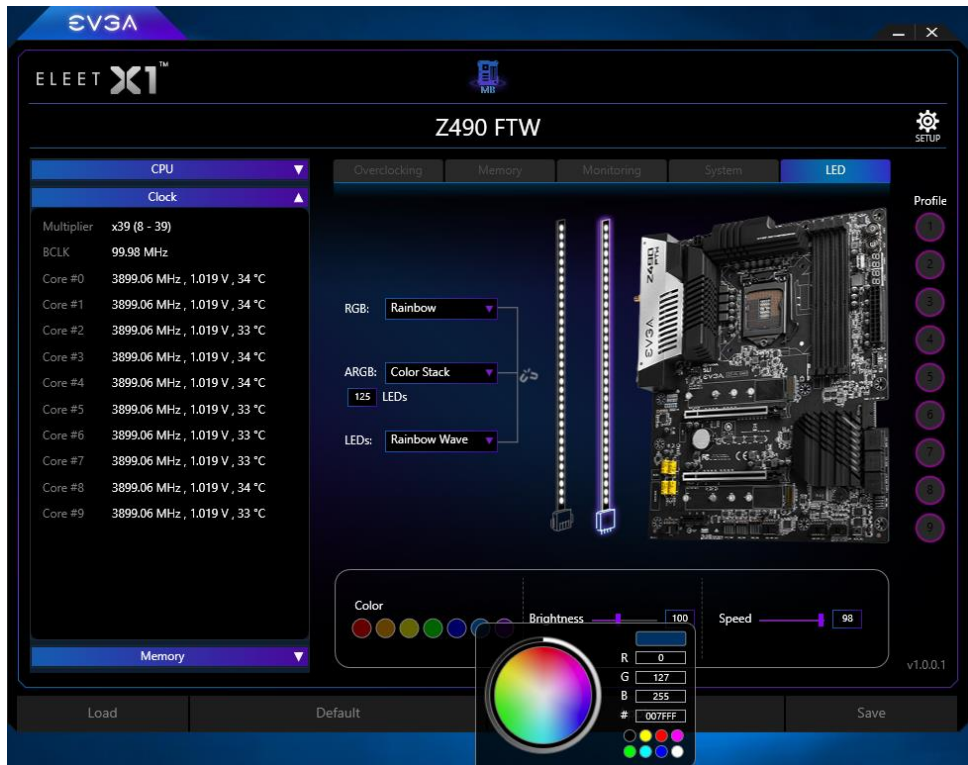 EVGA
ELEET X1™
MB
Z490 FTW
SETUP
CPU
Clock
Multiplier x39 (8 - 39)
BCLK 99.98 MHz
Core #0 3899.06 MHz , 1.019 V , 34 °C
Core #1 3899.06 MHz , 1.019 V , 34 °C
Core #2 3899.06 MHz , 1.019 V , 33 °C
Core #3 3899.06 MHz , 1.019 V , 34 °C
Core #4 3899.06 MHz , 1.019 V , 34 °C
Core #5 3899.06 MHz , 1.019 V , 33 °C
Core #6 3899.06 MHz , 1.019 V , 33 °C
Core #7 3899.06 MHz , 1.019 V , 33 °C
Core #8 3899.06 MHz , 1.019 V , 34 °C
Core #9 3899.06 MHz , 1.019 V , 33 °C
Memory
Overclocking Memory Monitoring System LED
RGB: Rainbow
ARGB: Color Stack
125 LEDs
LEDs: Rainbow Wave
Z490 FTW
EVGA
SLI
EVGA
Profile
1
2
3
4
5
6
7
8
9
Color
Brightness 100
Speed 98
R 0
G 127
B 255
# 007FFF
v1.0.0.1
Load Default Save